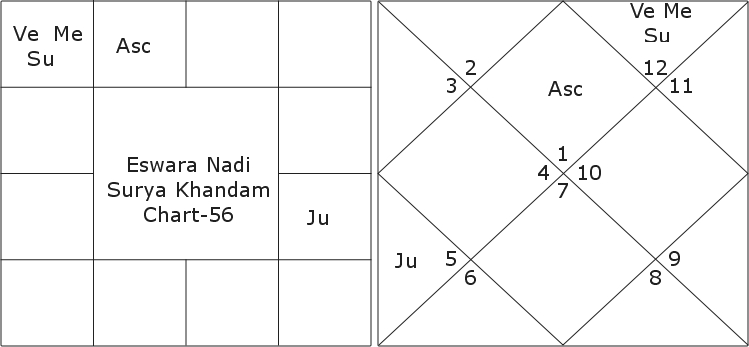 Ve Me
Su
Asc
Eswara Nadi
Surya Khandam
Chart-56
Ju
Ve Me
Su
2
12
3
11
Asc
1
4
10
7
Ju
5
9
6
8